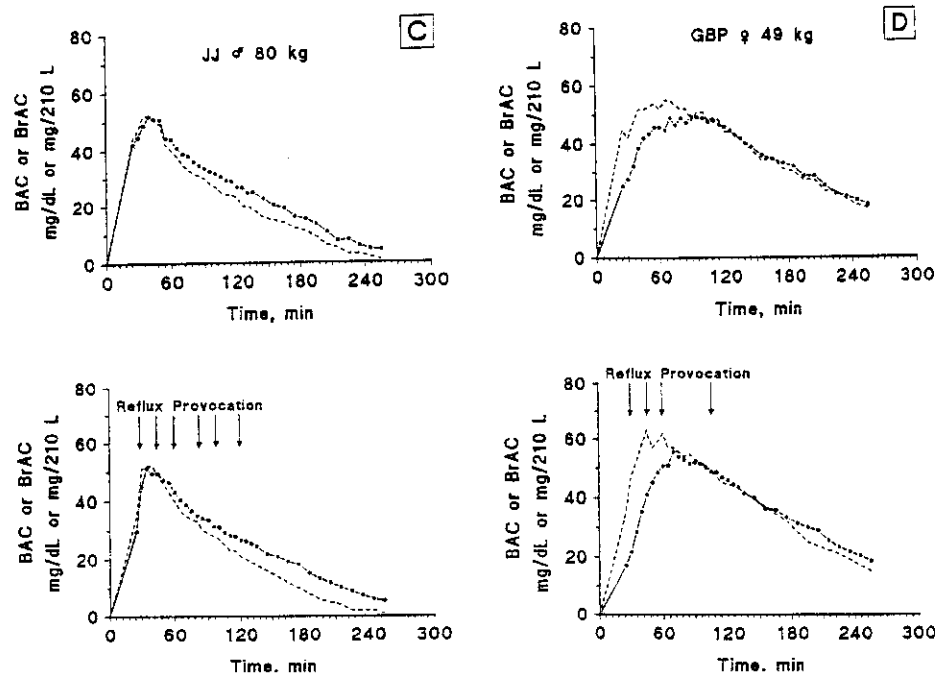 C
JJ ♂ 80 kg
BAC or BrAC
mg/dL or mg/210 L
80
60
40
20
0
0 60 120 180 240 300
Time, min
D
GBP ♀ 49 kg
BAC or BrAC
mg/dL or mg/210 L
80
60
40
20
0
0 60 120 180 240 300
Time, min
Reflux Provocation
BAC or BrAC
mg/dL or mg/210 L
80
60
40
20
0
0 60 120 180 240 300
Time. min
Reflux Provocation
BAC or BrAC
mg/dL or mg/210 L
80
60
40
20
0
0 60 120 180 240 300
Time. min